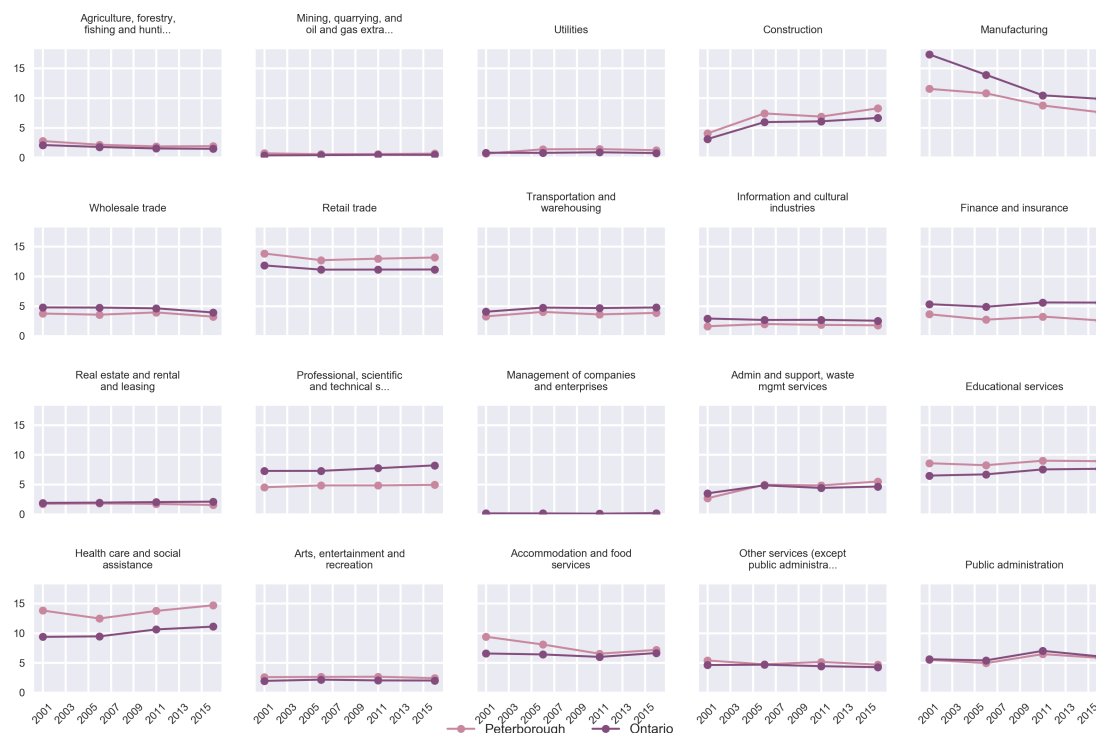 Agriculture, forestry,
fishing and hunti...
Mining, quarrying, and
oil and gas extra...
Utilities
Construction
Manufacturing
15
10
5
0
Wholesale trade
Retail trade
Transportation and
warehousing
Information and cultural
industries
Finance and insurance
15
10
5
0
Real estate and rental
and leasing
Professional, scientific
and technical s...
Management of companies
and enterprises
Admin and support, waste
mgmt services
Educational services
15
10
5
0
Health care and social
assistance
Arts, entertainment and
recreation
Accommodation and food
services
Other services (except
public administra...
Public administration
15
10
5
0
2001 2003 2005 2007 2011 2013 2015
2001 2003 2005 2007 2011 2013 2015
2001 2003 2005 2007 2009 2011 2013 2015
2001 2003 2005 2007 2009 2011 2013 2015
2001 2003 2005 2007 2009 2011 2013
Peterborough
Ontario